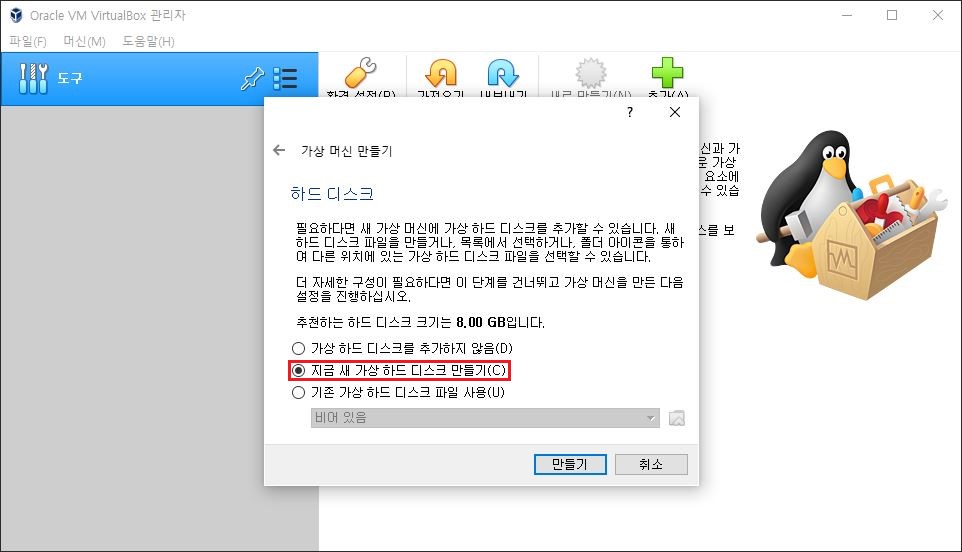 Oracle VM VirtualBox 관리자
파일(F) 머신(M) 도움말(H)
도구
환경 설정(P) 가져오기 내보내기 새로 만들기(N) 추가(A)
신과 가
운 가상
요소에
수 있습
스를 보
?
가상 머신 만들기
하드 디스크
필요하다면 새 가상 머신에 가상 하드 디스크를 추가할 수 있습니다. 새
하드 디스크 파일을 만들거나, 목록에서 선택하거나, 폴더 아이콘을 통하
여 다른 위치에 있는 가상 하드 디스크 파일을 선택할 수 있습니다.
더 자세한 구성이 필요하다면 이 단계를 건너뛰고 가상 머신을 만든 다음
설정을 진행하십시오.
추천하는 하드 디스크 크기는 8.00 GB입니다.
가상 하드 디스크를 추가하지 않음(D)
지금 새 가상 하드 디스크 만들기(C)
기존 가상 하드 디스크 파일 사용(U)
비어 있음
만들기 취소